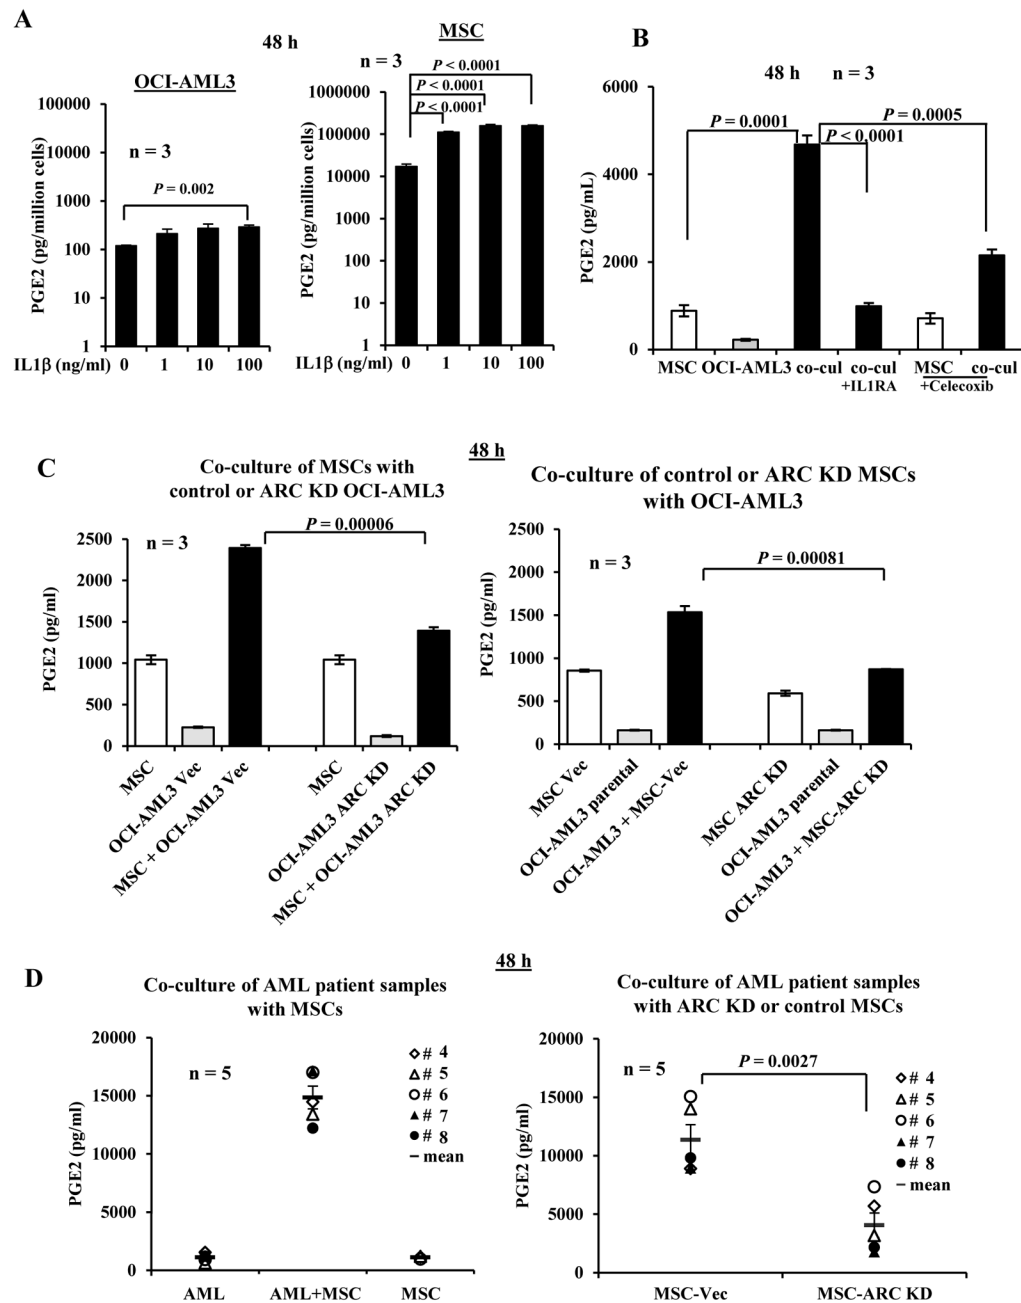 A
48 h
OCI-AML3
n = 3
P = 0.002
PGE2 (pg/million cells)
100000
10000
1000
100
10
1
IL1β (ng/ml)
0 1 10 100
MSC
n = 3
P < 0.0001
P < 0.0001
P < 0.0001
PGE2 (pg/million cells)
1000000
100000
10000
1000
100
10
1
IL1β (ng/ml)
0 1 10 100
B
48 h n = 3
P = 0.0001
P = 0.0005
P < 0.0001
PGE2 (pg/mL)
6000
4000
2000
0
MSC OCI-AML3 co-cul co-cul MSC co-cul
+IL1RA +Celecoxib
C
48 h
Co-culture of MSCs with
control or ARC KD OCI-AML3
n = 3
P = 0.00006
PGE2 (pg/ml)
2500
2000
1500
1000
500
0
MSC
OCI-AML3 Vec
MSC + OCI-AML3 Vec
MSC
OCI-AML3 ARC KD
MSC + OCI-AML3 ARC KD
Co-culture of control or ARC KD MSCs
with OCI-AML3
n = 3
P = 0.00081
PGE2 (pg/ml)
2500
2000
1500
1000
500
0
MSC Vec
OCI-AML3 parental
OCI-AML3 + MSC-Vec
MSC ARC KD
OCI-AML3 parental
OCI-AML3 + MSC-ARC KD
D
48 h
Co-culture of AML patient samples
with MSCs
n = 5
PGE2 (pg/ml)
20000
15000
10000
5000
0
# 4
# 5
# 6
# 7
# 8
mean
AML AML+MSC MSC
Co-culture of AML patient samples
with ARC KD or control MSCs
n = 5
P = 0.0027
PGE2 (pg/ml)
20000
15000
10000
5000
0
# 4
# 5
# 6
# 7
# 8
mean
MSC-Vec MSC-ARC KD